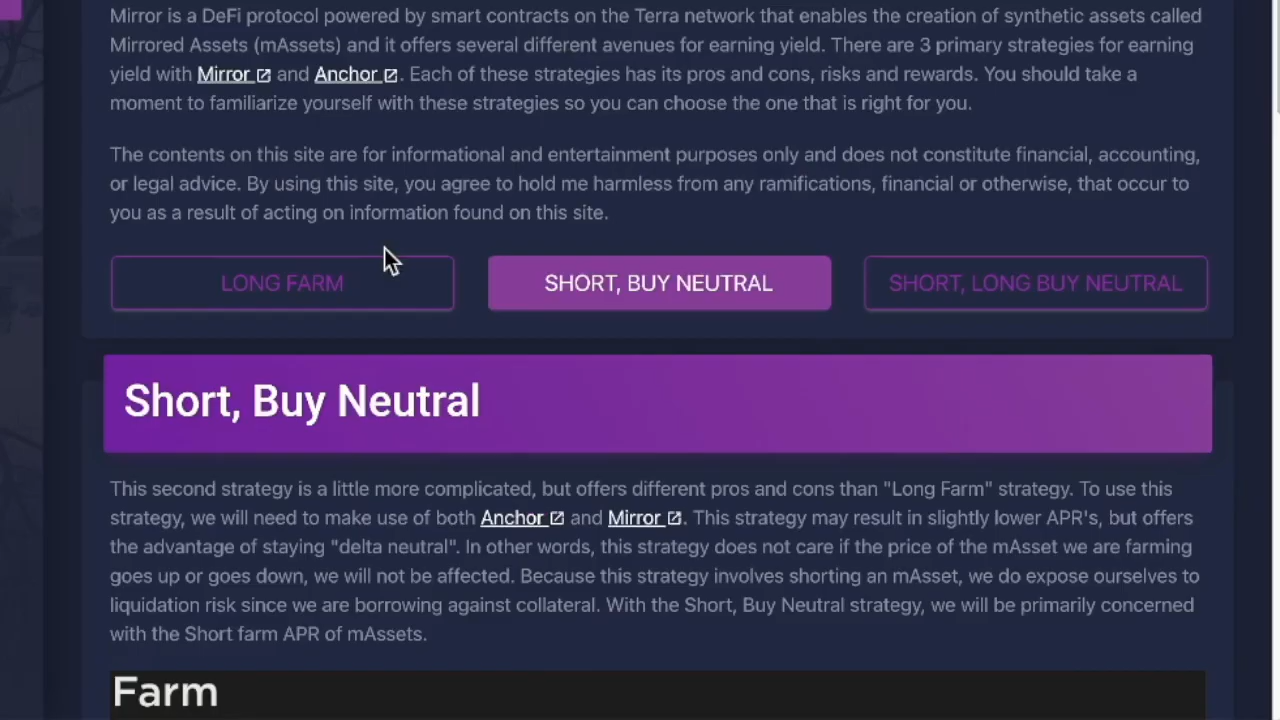 Mirror is a DeFi protocol powered by smart contracts on the Terra network that enables the creation of synthetic assets called
Mirrored Assets (mAssets) and it offers several different avenues for earning yield. There are 3 primary strategies for earning
yield with Mirror and Anchor . Each of these strategies has its pros and cons, risks and rewards. You should take a
moment to familiarize yourself with these strategies so you can choose the one that is right for you.
The contents on this site are for informational and entertainment purposes only and does not constitute financial, accounting,
or legal advice. By using this site, you agree to hold me harmless from any ramifications, financial or otherwise, that occur to
you as a result of acting on information found on this site.
LONG FARM
SHORT, BUY NEUTRAL
SHORT, LONG BUY NEUTRAL
Short, Buy Neutral
This second strategy is a little more complicated, but offers different pros and cons than "Long Farm" strategy. To use this
strategy, we will need to make use of both Anchor and Mirror . This strategy may result in slightly lower APR's, but offers
the advantage of staying "delta neutral". In other words, this strategy does not care if the price of the mAsset we are farming
goes up or goes down, we will not be affected. Because this strategy involves shorting an mAsset, we do expose ourselves to
liquidation risk since we are borrowing against collateral. With the Short, Buy Neutral strategy, we will be primarily concerned
with the Short farm APR of mAssets.
Farm